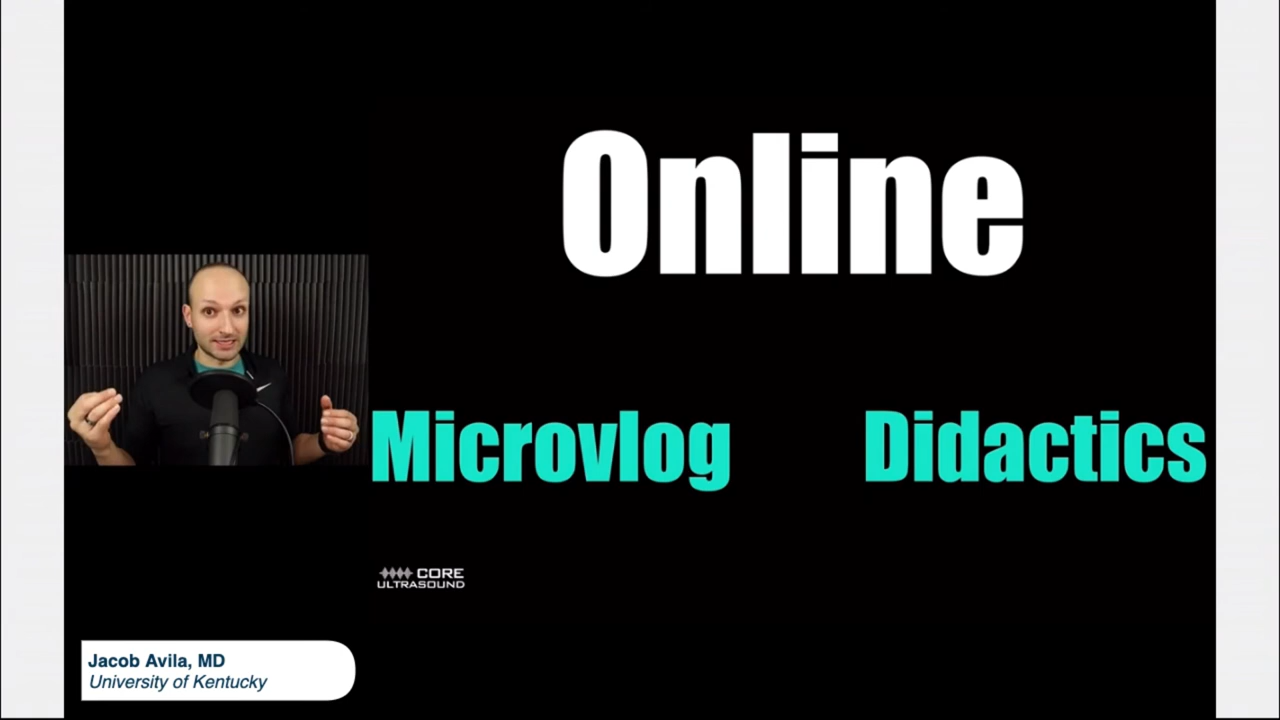 Online
Microvlog
Didactics
CORE
ULTRASOUND
Jacob Avila, MD
University of Kentucky